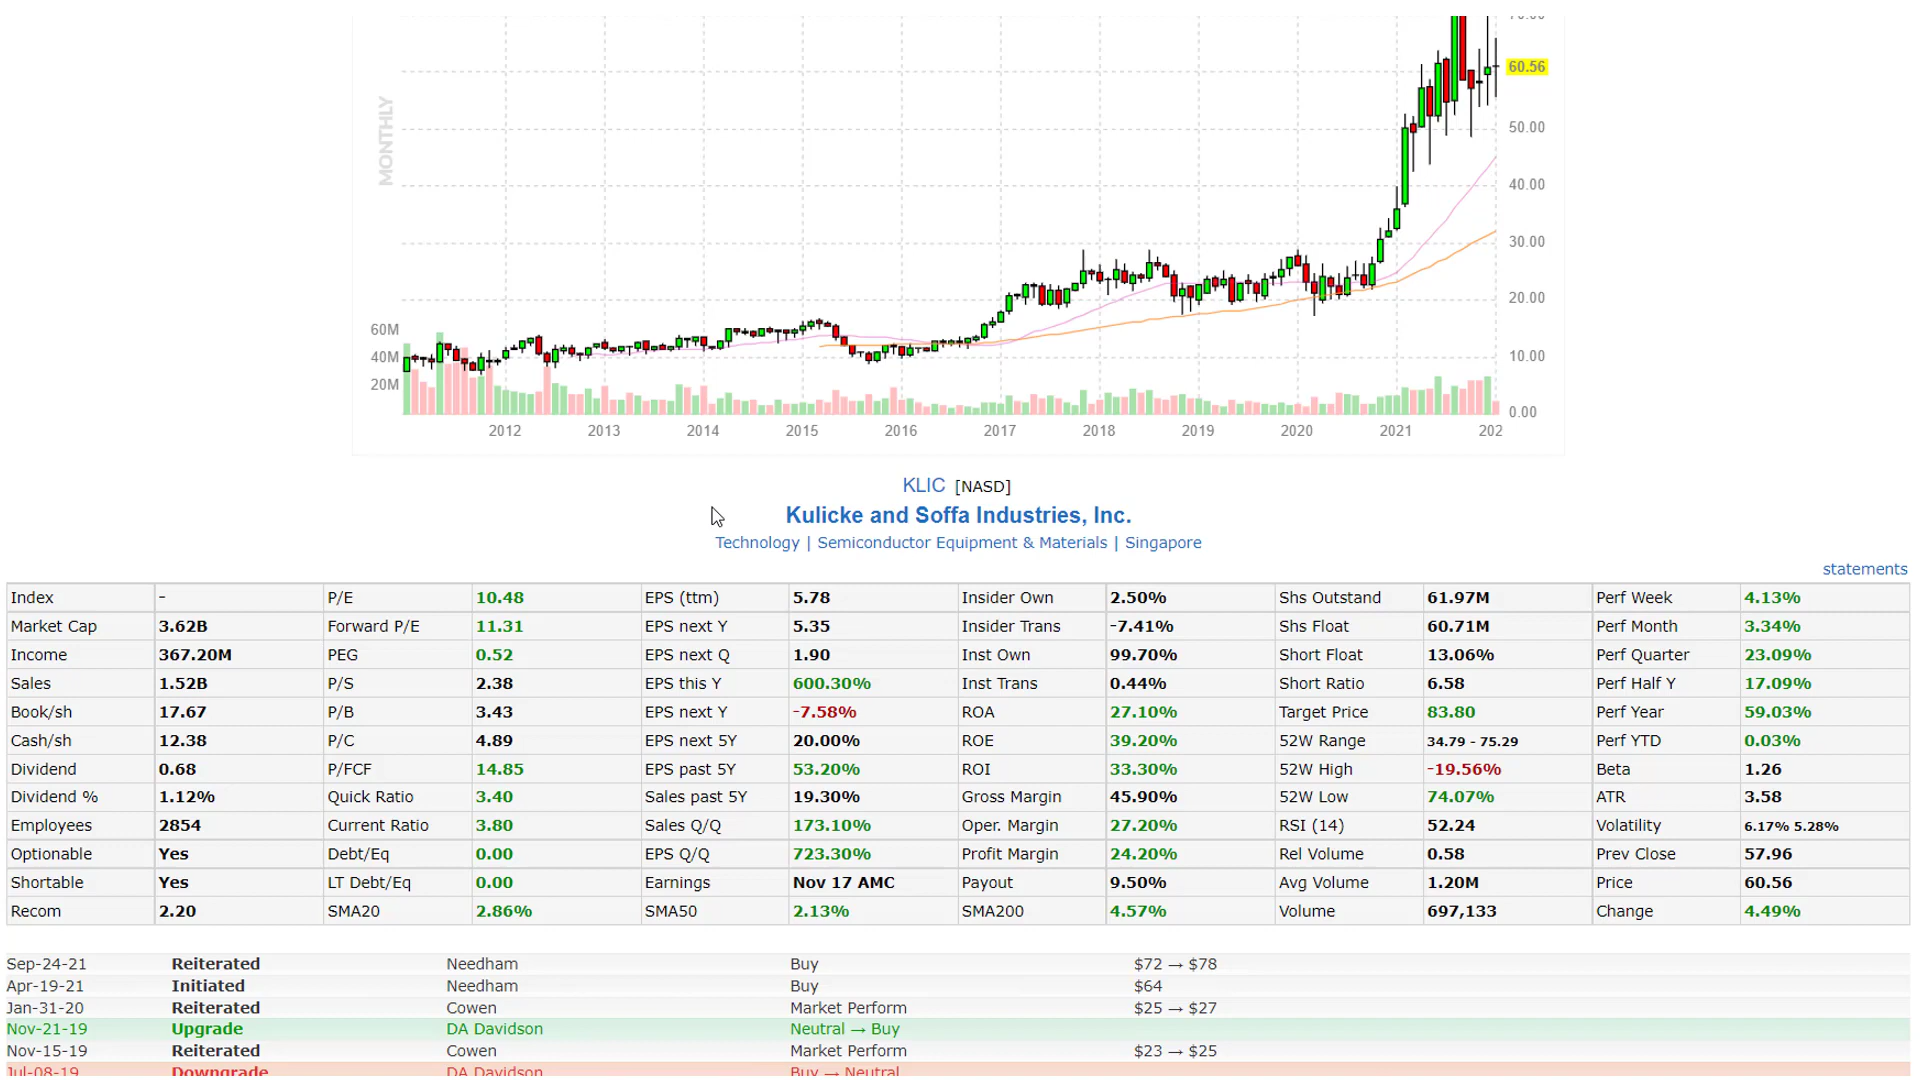 70.00
60.56
MONTHLY
50.00
40.00
30.00
20.00
60M
40M 10.00
20M
0.00
2012 2013 2014 2015 2016 2017 2018 2019 2020 2021 202
KLIC [NASD]
Kulicke and Soffa Industries, Inc.
Technology | Semiconductor Equipment & Materials | Singapore
statements
Index - P/E 10.48 EPS (ttm) 5.78 Insider Own 2.50% Shs Outstand 61.97M Perf Week 4.13%
Market Cap 3.62B Forward P/E 11.31 EPS next Y 5.35 Insider Trans -7.41% Shs Float 60.71M Perf Month 3.34%
Income 367.20M PEG 0.52 EPS next Q 1.90 Inst Own 99.70% Short Float 13.06% Perf Quarter 23.09%
Sales 1.52B P/S 2.38 EPS this Y 600.30% Inst Trans 0.44% Short Ratio 6.58 Perf Half Y 17.09%
Book/sh 17.67 P/B 3.43 EPS next Y -7.58% ROA 27.10% Target Price 83.80 Perf Year 59.03%
Cash/sh 12.38 P/C 4.89 EPS next 5Y 20.00% ROE 39.20% 52W Range 34.79 - 75.29 Perf YTD 0.03%
Dividend 0.68 P/FCF 14.85 EPS past 5Y 53.20% ROI 33.30% 52W High -19.56% Beta 1.26
Dividend % 1.12% Quick Ratio 3.40 Sales past 5Y 19.30% Gross Margin 45.90% 52W Low 74.07% ATR 3.58
Employees 2854 Current Ratio 3.80 Sales Q/Q 173.10% Oper. Margin 27.20% RSI (14) 52.24 Volatility 6.17% 5.28%
Optionable Yes Debt/Eq 0.00 EPS Q/Q 723.30% Profit Margin 24.20% Rel Volume 0.58 Prev Close 57.96
Shortable Yes LT Debt/Eq 0.00 Earnings Nov 17 AMC Payout 9.50% Avg Volume 1.20M Price 60.56
Recom 2.20 SMA20 2.86% SMA50 2.13% SMA200 4.57% Volume 697,133 Change 4.49%
Sep-24-21 Reiterated Needham Buy $72 → $78
Apr-19-21 Initiated Needham Buy $64
Jan-31-20 Reiterated Cowen Market Perform $25 → $27
Nov-21-19 Upgrade DA Davidson Neutral → Buy
Nov-15-19 Reiterated Cowen Market Perform $23 → $25
Jul-08-19 Downgrade DA Davidson Buy → Neutral